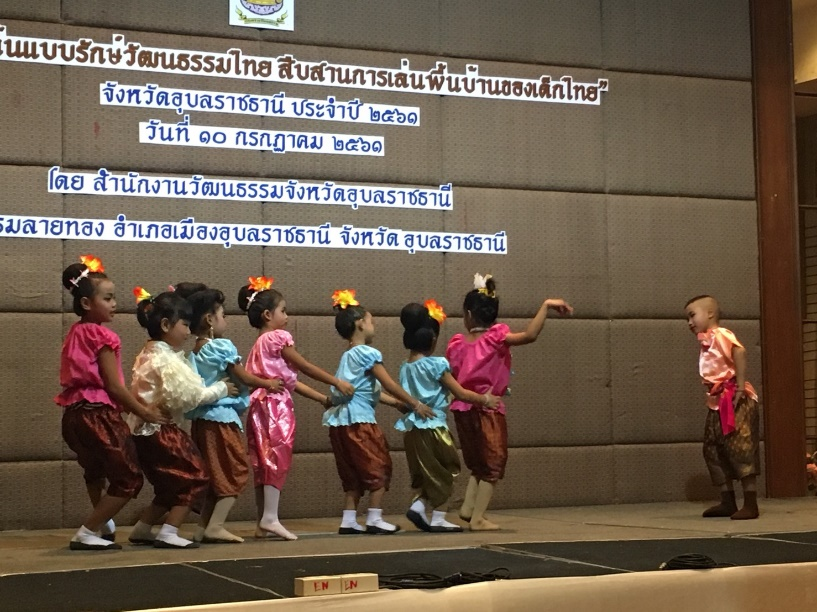 ต้นแบบรักษ์วัฒนธรรมไทย สืบสานการเล่นพื้นบ้านของเด็กไทย”
จังหวัดอุบลราชธานี ประจำปี ๒๕๖๑
วันที่ ๑๐ กรกฎาคม ๒๕๖๑
โดย สำนักงานวัฒนธรรมจังหวัดอุบลราชธานี
ลายทอง อำเภอเมืองอุบลราชธานี จังหวัด อุบลราชธานี
EN EN